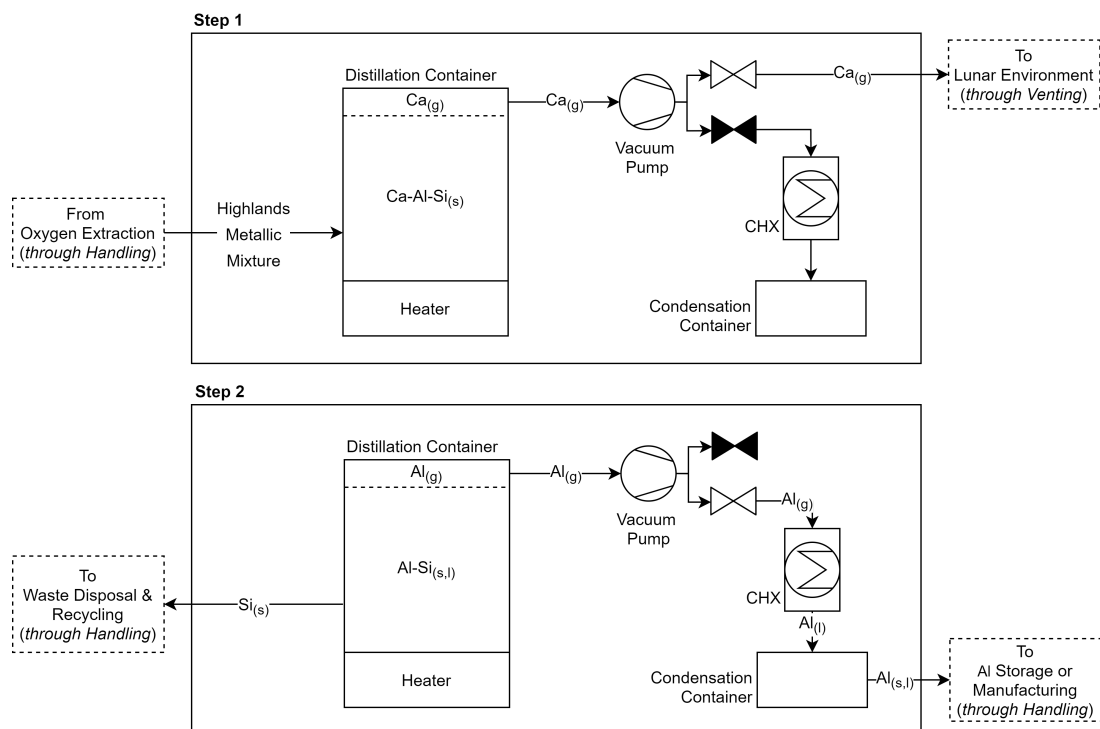 Step 1
Distillation Container
Ca(g)
Ca(g)
Ca(g)
To
Lunar Environment
(through Venting)
Vacuum
Pump
Ca-Al-Si(s)
From
Oxygen Extraction
(through Handling)
Highlands
Metallic
Mixture
CHX
Heater
Condensation
Container
Step 2
Distillation Container
Al(g)
Al(g)
Al(g)
Vacuum
Pump
Al-Si(s,l)
To
Waste Disposal &
Recycling
(through Handling)
Si(s)
CHX
Al(l)
Heater
Condensation
Container
Al(s,l)
To
Al Storage or
Manufacturing
(through Handling)